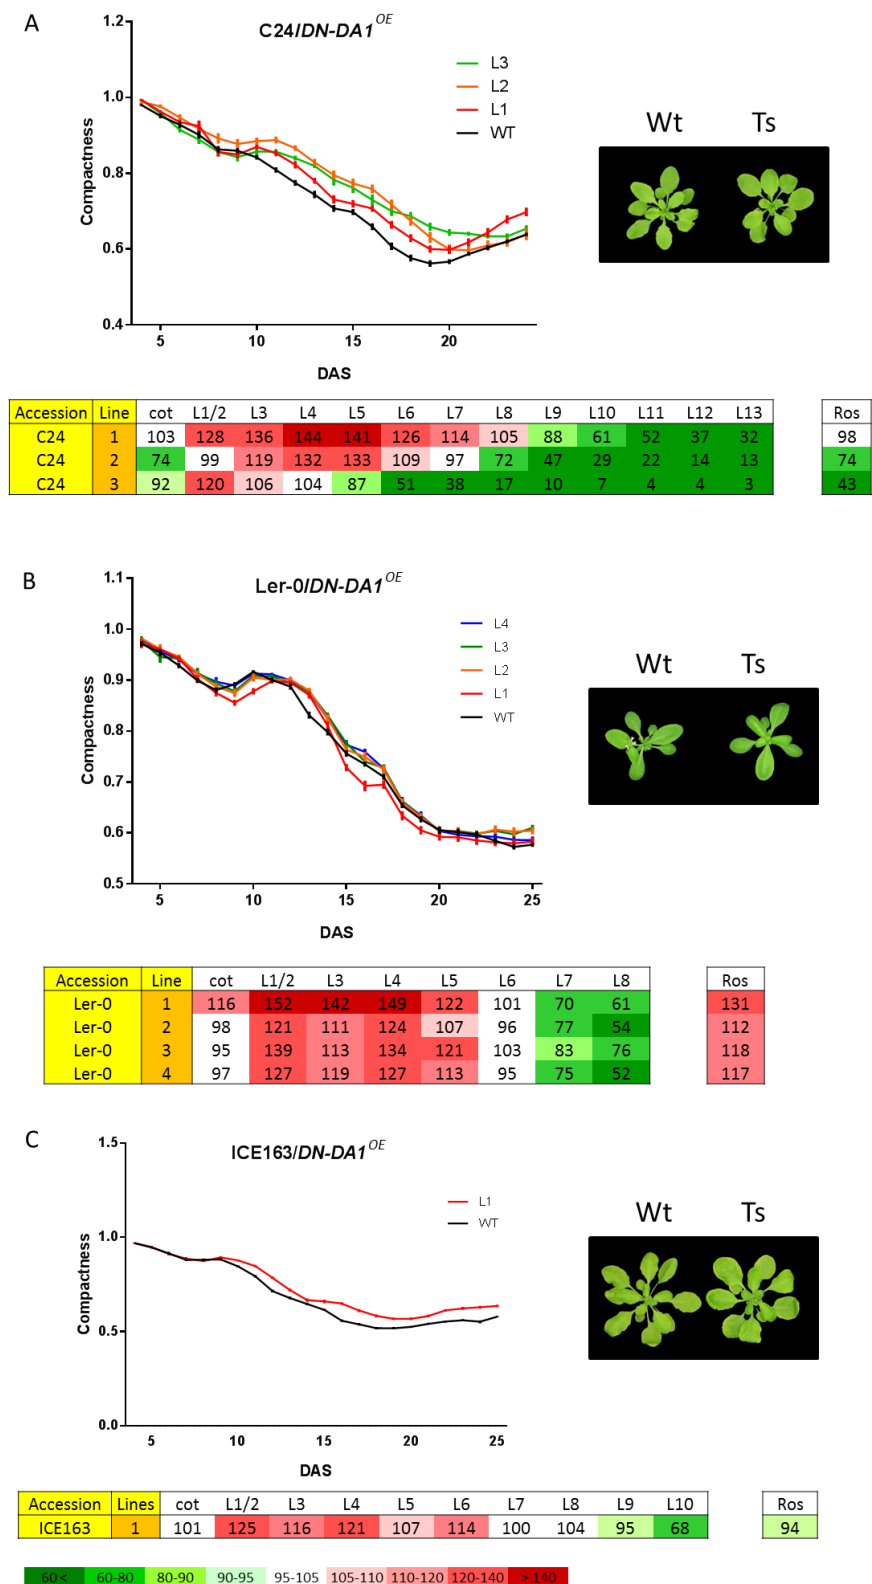 A
C24/DN-DA1 OE
1.2
1.0
0.8
0.6
0.4
Compactness
L3
L2
L1
WT
5 10 15 20
DAS
Wt Ts
Accession Line cot L1/2 L3 L4 L5 L6 L7 L8 L9 L10 L11 L12 L13 Ros
C24 1 103 128 136 144 141 126 114 105 88 61 52 37 32 98
C24 2 74 99 119 132 133 109 97 72 47 29 22 14 13 74
C24 3 92 120 106 104 87 51 38 17 10 7 4 4 3 43
B
Ler-0/DN-DA1 OE
1.1
1.0
0.9
0.8
0.7
0.6
0.5
Compactness
L4
L3
L2
L1
WT
5 10 15 20 25
DAS
Wt Ts
Accession Line cot L1/2 L3 L4 L5 L6 L7 L8 Ros
Ler-0 1 116 152 142 149 122 101 70 61 131
Ler-0 2 98 121 111 124 107 96 77 54 112
Ler-0 3 95 139 113 134 121 103 83 76 118
Ler-0 4 97 127 119 127 113 95 75 52 117
C
ICE163/DN-DA1 OE
1.5
1.0
0.5
0.0
Compactness
L1
WT
5 10 15 20 25
DAS
Wt Ts
Accession Lines cot L1/2 L3 L4 L5 L6 L7 L8 L9 L10 Ros
ICE163 1 101 125 116 121 107 114 100 104 95 68 94
60 < 60-80 80-90 90-95 95-105 105-110 110-120 120-140 > 140